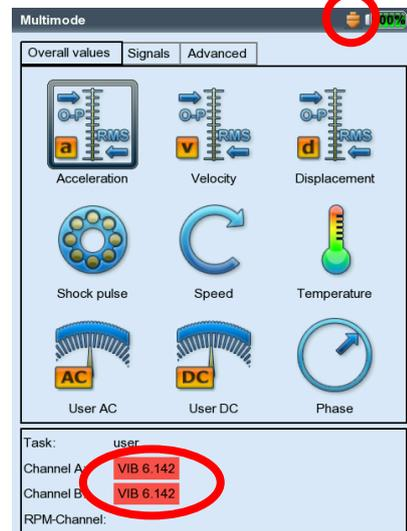 Multimode 100%
Overall values Signals Advanced
O-P RMS a O-P RMS v O-P RMS d
Acceleration Velocity Displacement
Shock pulse Speed Temperature
AC DC
User AC User DC Phase
Task: user
Channel A: VIB 6.142
Channel B: VIB 6.142
RPM-Channel: